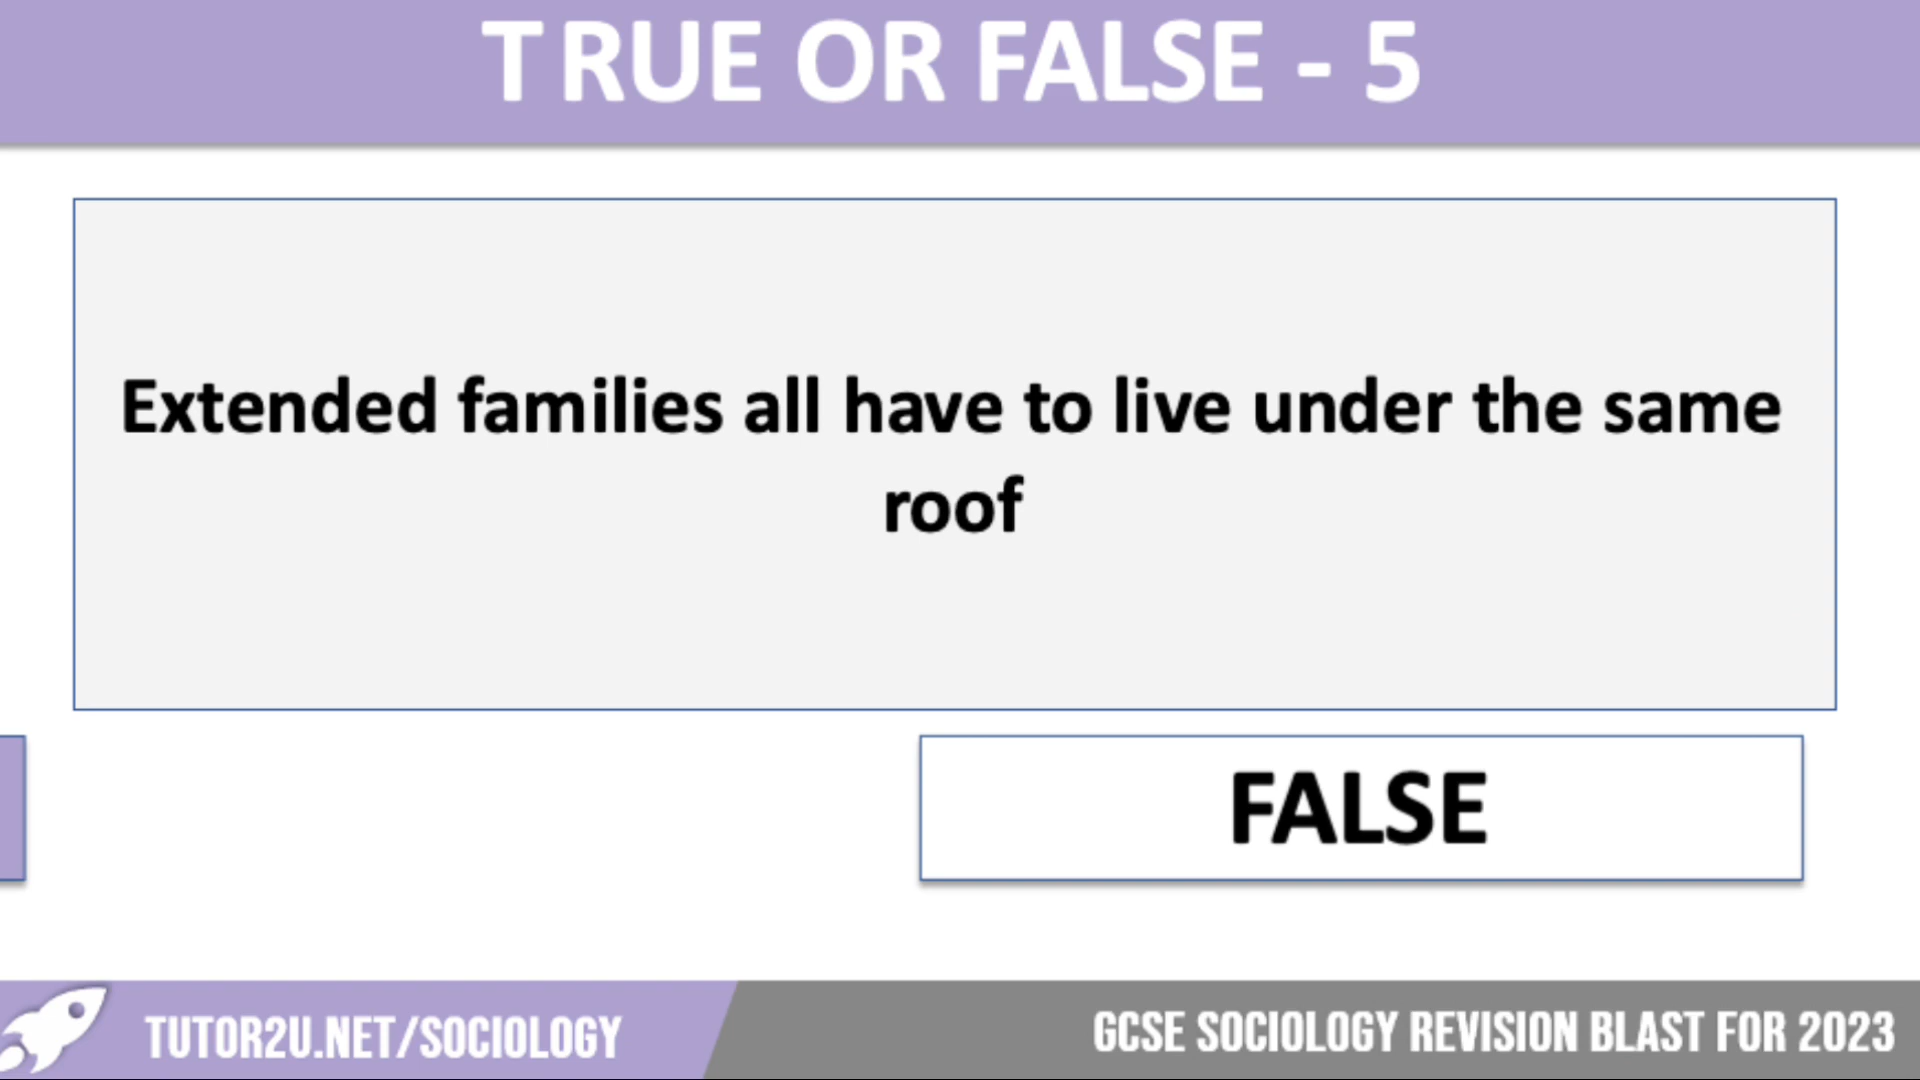 TRUE OR FALSE - 5
Extended families all have to live under the same
roof
FALSE
TUTOR2U.NET/SOCIOLOGY
GCSE SOCIOLOGY REVISION BLAST FOR 2023